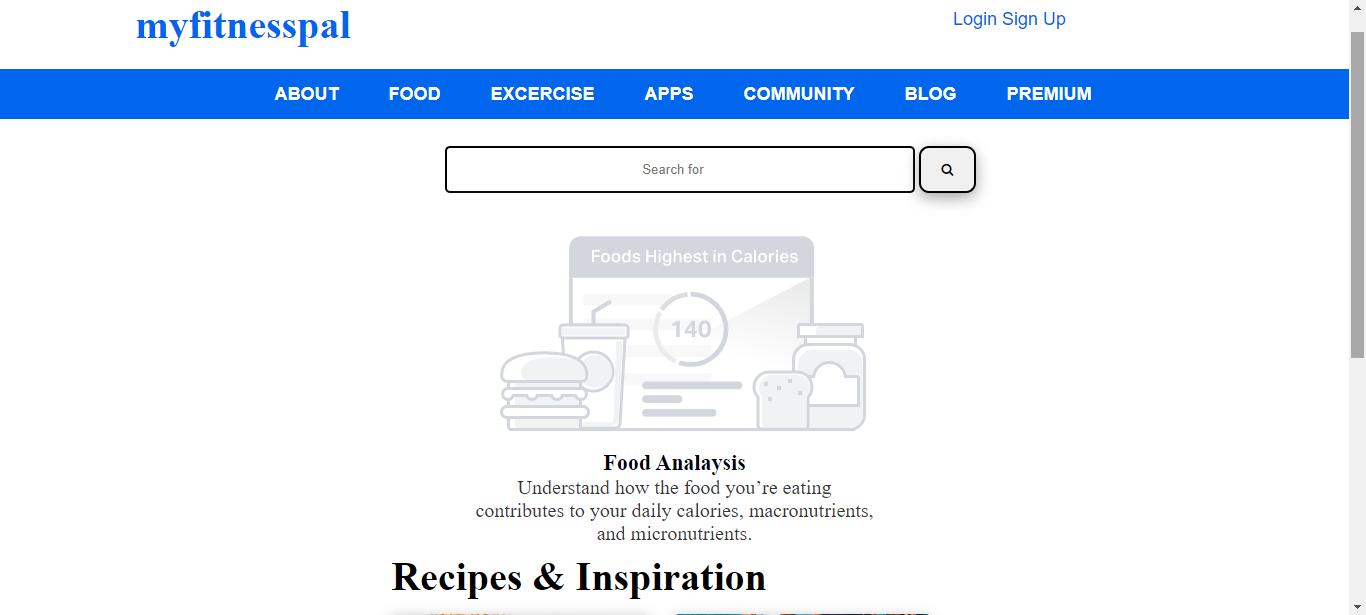 myfitnesspal
Login Sign Up
ABOUT FOOD EXCERCISE APPS COMMUNITY BLOG PREMIUM
Search for
Foods Highest in Calories
140
Food Analaysis
Understand how the food you’re eating
contributes to your daily calories, macronutrients,
and micronutrients.
Recipes & Inspiration